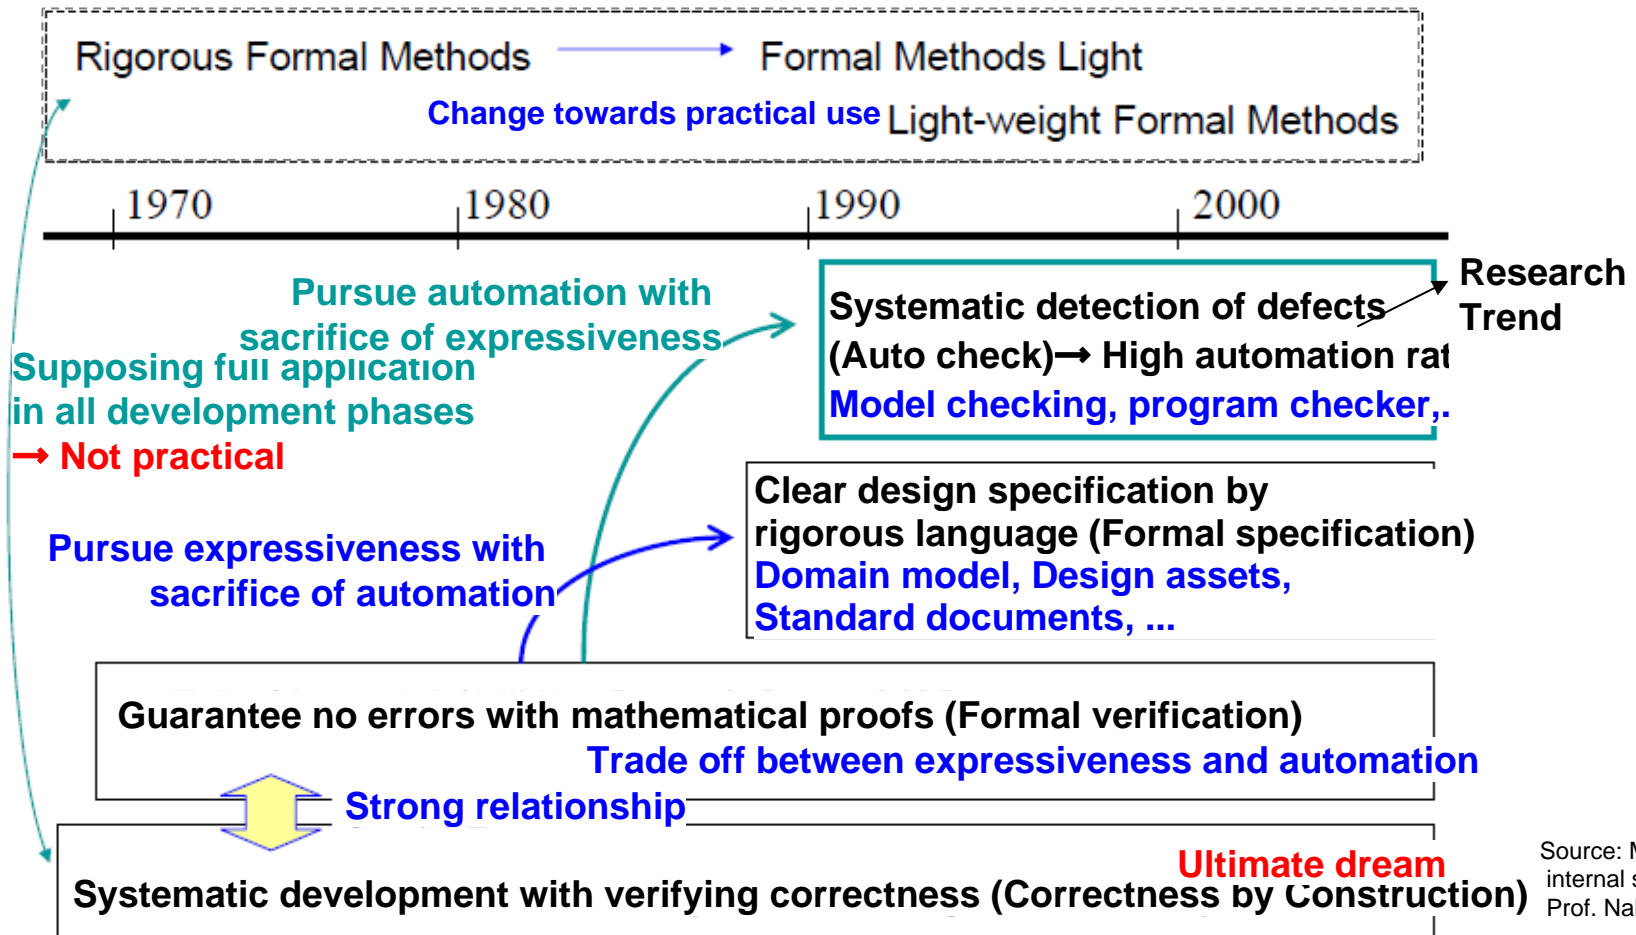 Rigorous Formal Methods → Formal Methods Light
Change towards practical use Light-weight Formal Methods
1970 1980 1990 2000
Pursue automation with
sacrifice of expressiveness
Supposing full application
in all development phases
→ Not practical
Systematic detection of defects
(Auto check)→ High automation rat
Model checking, program checker,.
Research
Trend
Pursue expressiveness with
sacrifice of automation
Clear design specification by
rigorous language (Formal specification)
Domain model, Design assets,
Standard documents, ...
Guarantee no errors with mathematical proofs (Formal verification)
Trade off between expressiveness and automation
Strong relationship
Ultimate dream
Systematic development with verifying correctness (Correctness by Construction)
Source:
internal
Prof.